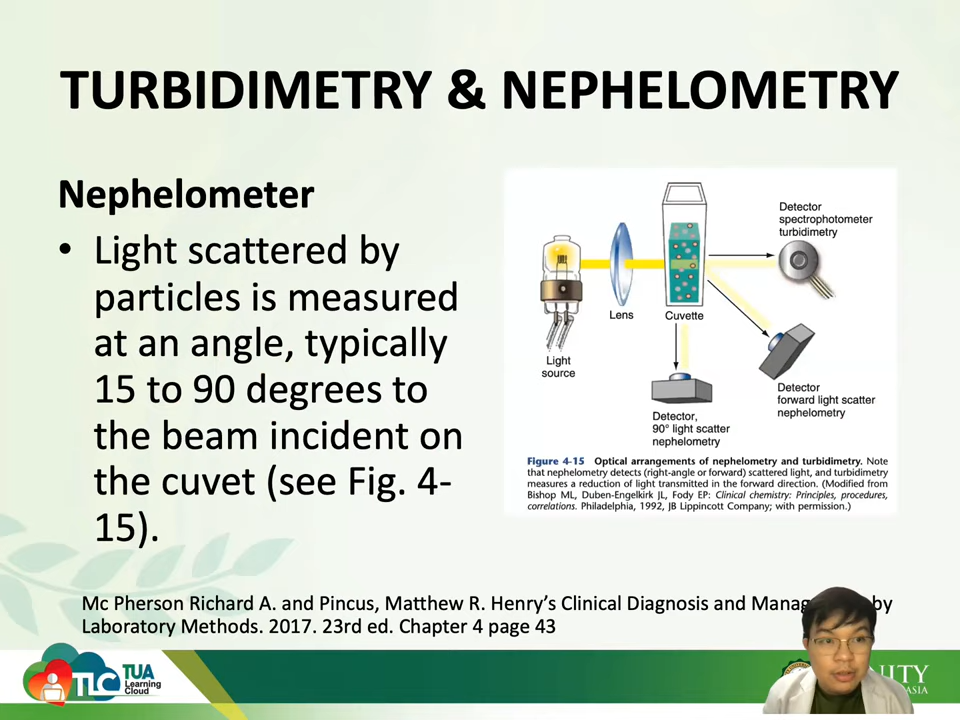 TURBIDIMETRY & NEPHELOMETRY
Nephelometer
• Light scattered by
particles is measured
at an angle, typically
15 to 90 degrees to
the beam incident on
the cuvet (see Fig. 4-
15).
Detector
spectrophotometer
turbidimetry
Lens
Cuvette
Light
source
Detector
forward light scatter
nephelometry
Detector,
90° light scatter
nephelometry
Figure 4-15 Optical arrangements of nephelometry and turbidimetry. Note
that nephelometry detects (right-angle or forward) scattered light, and turbidimetry
measures a reduction of light transmitted in the forward direction. (Modified from
Bishop ML, Duben-Engelkirk JL, Fody EP: Clinical chemistry: Principles, procedures,
correlations. Philadelphia, 1992, JB Lippincott Company; with permission.)
Mc Pherson Richard A. and Pincus, Matthew R. Henry's Clinical Diagnosis and by
Laboratory Methods. 2017. 23rd ed. Chapter 4 page 43
TLC TUA
Learning
Cloud